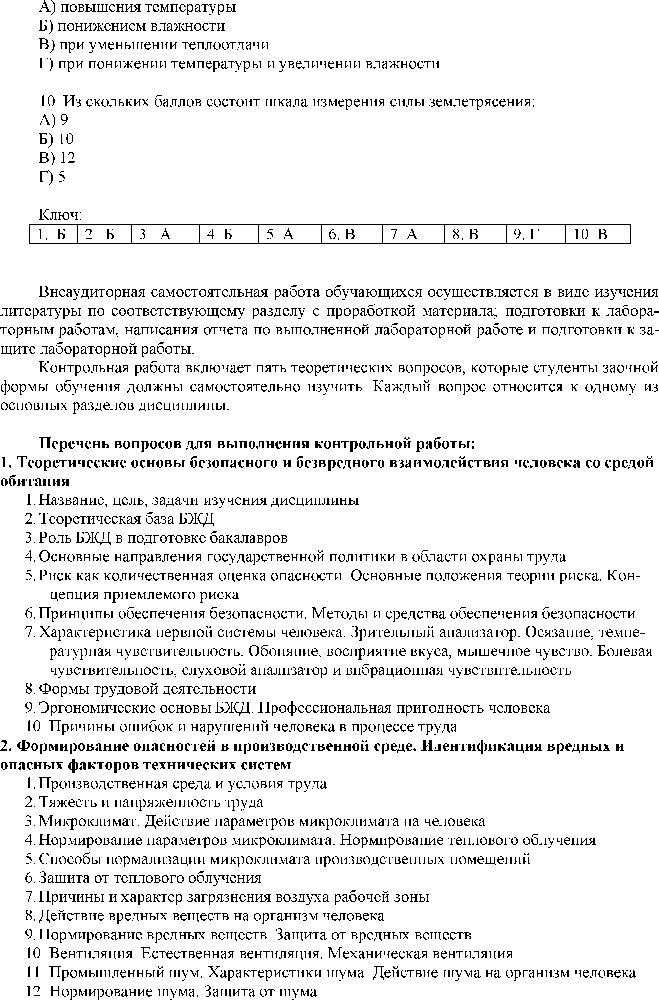 А) повышения температуры
Б) понижением влажности
В) при уменьшении теплоотдачи
Г) при понижении температуры и увеличении влажности
10. Из скольких баллов состоит шкала измерения силы землетрясения:
А) 9
Б) 10
В) 12
Г) 5
Ключ:
1. Б 2. Б 3. А 4. Б 5. А 6. В 7. А 8. В 9. Г 10. В
Внеаудиторная самостоятельная работа обучающихся осуществляется в виде изучения
литературы по соответствующему разделу с проработкой материала; подготовки к лабора-
торным работам, написания отчета по выполненной лабораторной работе и подготовки к за-
щите лабораторной работы.
Контрольная работа включает пять теоретических вопросов, которые студенты заочной
формы обучения должны самостоятельно изучить. Каждый вопрос относится к одному из
основных разделов дисциплины.
Перечень вопросов для выполнения контрольной работы:
1. Теоретические основы безопасного и безвредного взаимодействия человека со средой
обитания
1. Название, цель, задачи изучения дисциплины
2. Теоретическая база БЖД
3. Роль БЖД в подготовке бакалавров
4. Основные направления государственной политики в области охраны труда
5. Риск как количественная оценка опасности. Основные положения теории риска. Кон-
цепция приемлемого риска
6. Принципы обеспечения безопасности. Методы и средства обеспечения безопасности
7. Характеристика нервной системы человека. Зрительный анализатор. Осязание, темпе-
ратурная чувствительность. Обоняние, восприятие вкуса, мышечное чувство. Болевая
чувствительность, слуховой анализатор и вибрационная чувствительность
8. Формы трудовой деятельности
9. Эргономические основы БЖД. Профессиональная пригодность человека
10. Причины ошибок и нарушений человека в процессе труда
2. Формирование опасностей в производственной среде. Идентификация вредных и
опасных факторов технических систем
1. Производственная среда и условия труда
2. Тяжесть и напряженность труда
3. Микроклимат. Действие параметров микроклимата на человека
4. Нормирование параметров микроклимата. Нормирование теплового облучения
5. Способы нормализации микроклимата производственных помещений
6. Защита от теплового облучения
7. Причины и характер загрязнения воздуха рабочей зоны
8. Действие вредных веществ на организм человека
9. Нормирование вредных веществ. Защита от вредных веществ
10. Вентиляция. Естественная вентиляция. Механическая вентиляция
11. Промышленный шум. Характеристики шума. Действие шума на организм человека.
12. Нормирование шума. Защита от шума